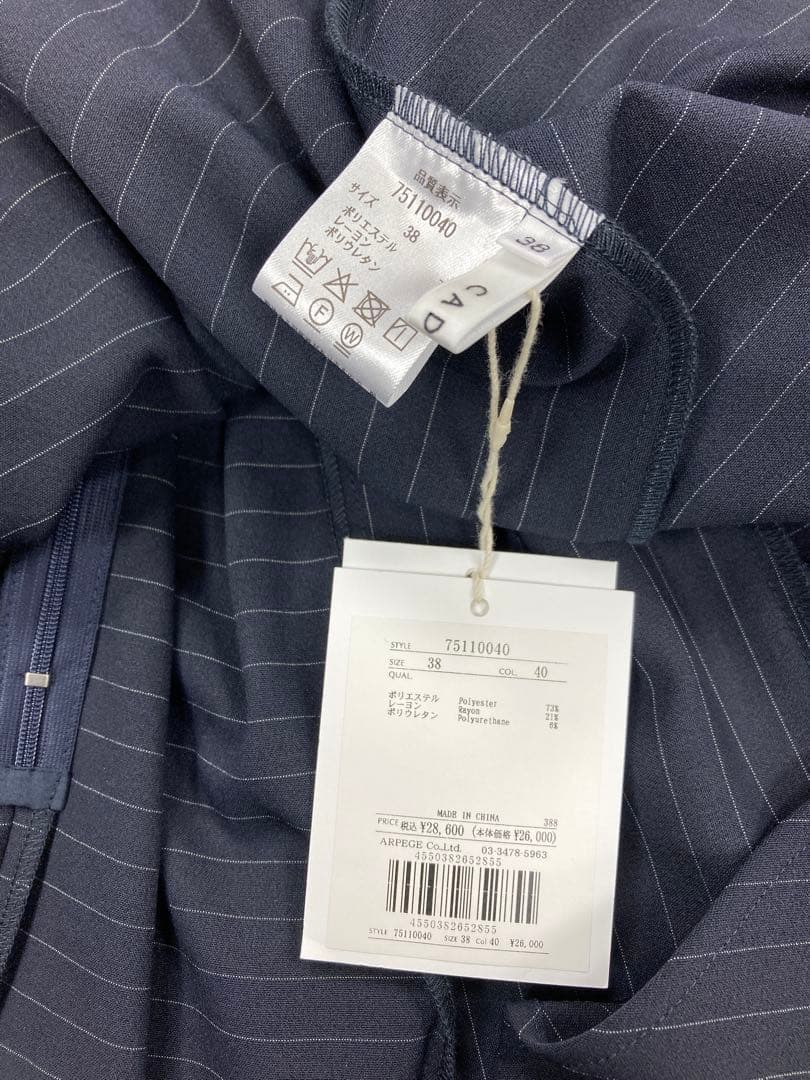 品質表示
75110040
サイズ 38
ポリエステル
レーヨン
ポリウレタン
F
W
38
CAD
STYLE 75110040
SIZE 38 COL. 40
QUAL.
ポリエステル Polyester 73%
レーヨン Rayon 21%
ポリウレタン Polyurethane 6%
MADE IN CHINA 388
PRICE 税込 ¥28,600 (本体価格 ¥26,000)
ARPEGE Co.,Ltd. 03-3478-5963
4550382652855
4550382652855
STYLE 75110040 SIZE 38 Col 40 ¥26,000